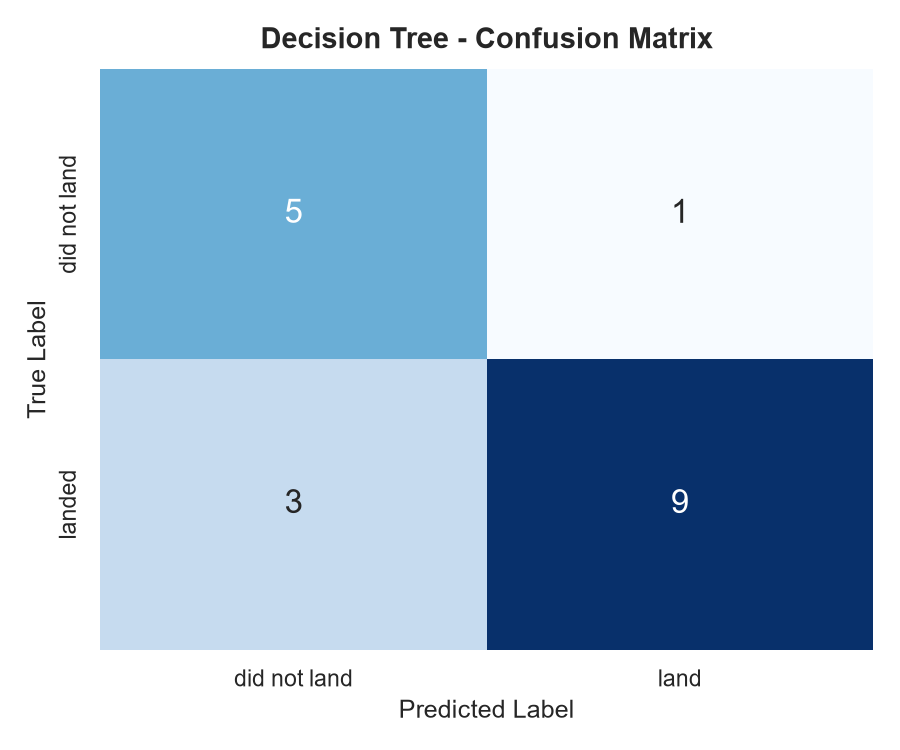 Decision Tree - Confusion Matrix
True Label
did not land
5
1
landed
3
9
did not land
land
Predicted Label